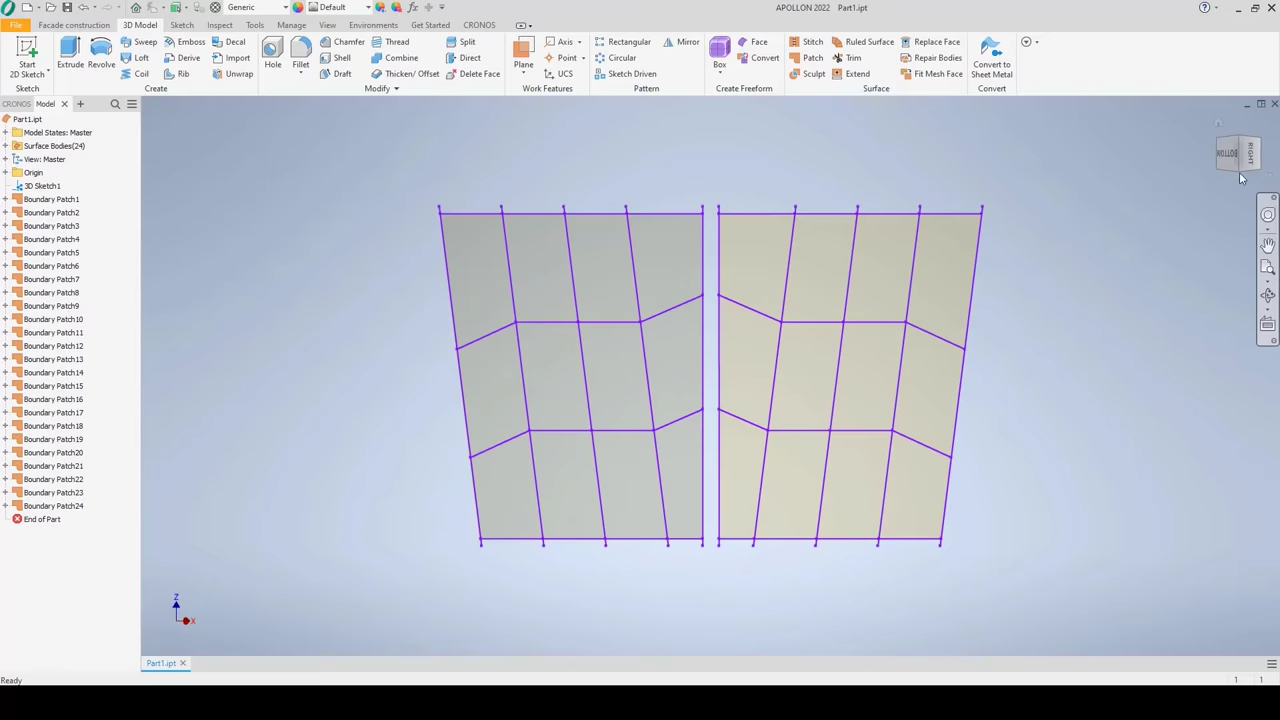 Generic
Default
APOLLON 2022 Part1.ipt
File Facade construction 3D Model Sketch Inspect Tools Manage View Environments Get Started CRONOS
Start
2D Sketch
Sketch
Extrude
Revolve
Sweep
Loft
Coil
Emboss
Rib
Derive
Decal
Import
Unwrap
Create
Hole
Fillet
Chamfer
Shell
Draft
Thread
Combine
Thicken/ Offset
Split
Direct
Delete Face
Modify
Plane
Axis
Point
UCS
Work Features
Rectangular
Circular
Sketch Driven
Mirror
Pattern
Box
Face
Convert
Create Freeform
Stitch
Patch
Sculpt
Ruled Surface
Trim
Extend
Replace Face
Repair Bodies
Fit Mesh Face
Surface
Convert to
Sheet Metal
Convert
CRONOS Model
Part1.ipt
Model States: Master
Surface Bodies(24)
View: Master
Origin
3D Sketch1
Boundary Patch1
Boundary Patch2
Boundary Patch3
Boundary Patch4
Boundary Patch5
Boundary Patch6
Boundary Patch7
Boundary Patch8
Boundary Patch9
Boundary Patch10
Boundary Patch11
Boundary Patch12
Boundary Patch13
Boundary Patch14
Boundary Patch15
Boundary Patch16
Boundary Patch17
Boundary Patch18
Boundary Patch19
Boundary Patch20
Boundary Patch21
Boundary Patch22
Boundary Patch23
Boundary Patch24
End of Part
BOTTOM
RIGHT
Z
X
Part1.ipt
Ready
1 1